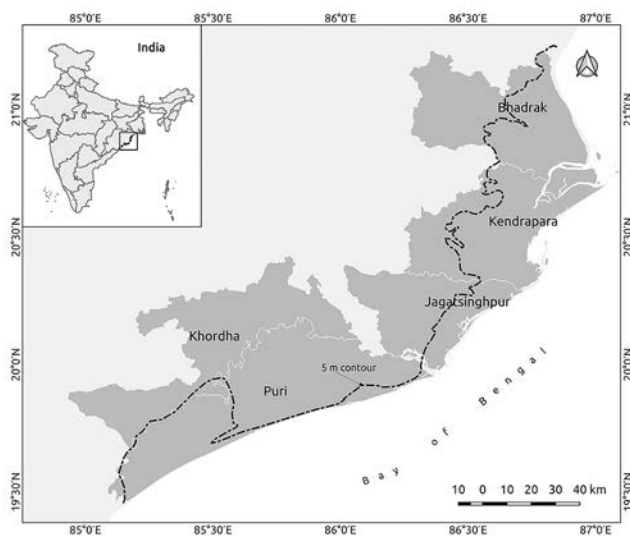 85°0'E 85°30'E 86°0'E 86°30'E 87°0'E
India
21°0'N 21°0'N
Bhadrak
Kendrapara
20°30'N 20°30'N
Jagatsinghpur
Khordha
20°0'N 20°0'N
5 m contour
Puri
Bay of Bengal
19°30'N 19°30'N
10 0 10 20 30 40 km
85°0'E 85°30'E 86°0'E 86°30'E 87°0'E